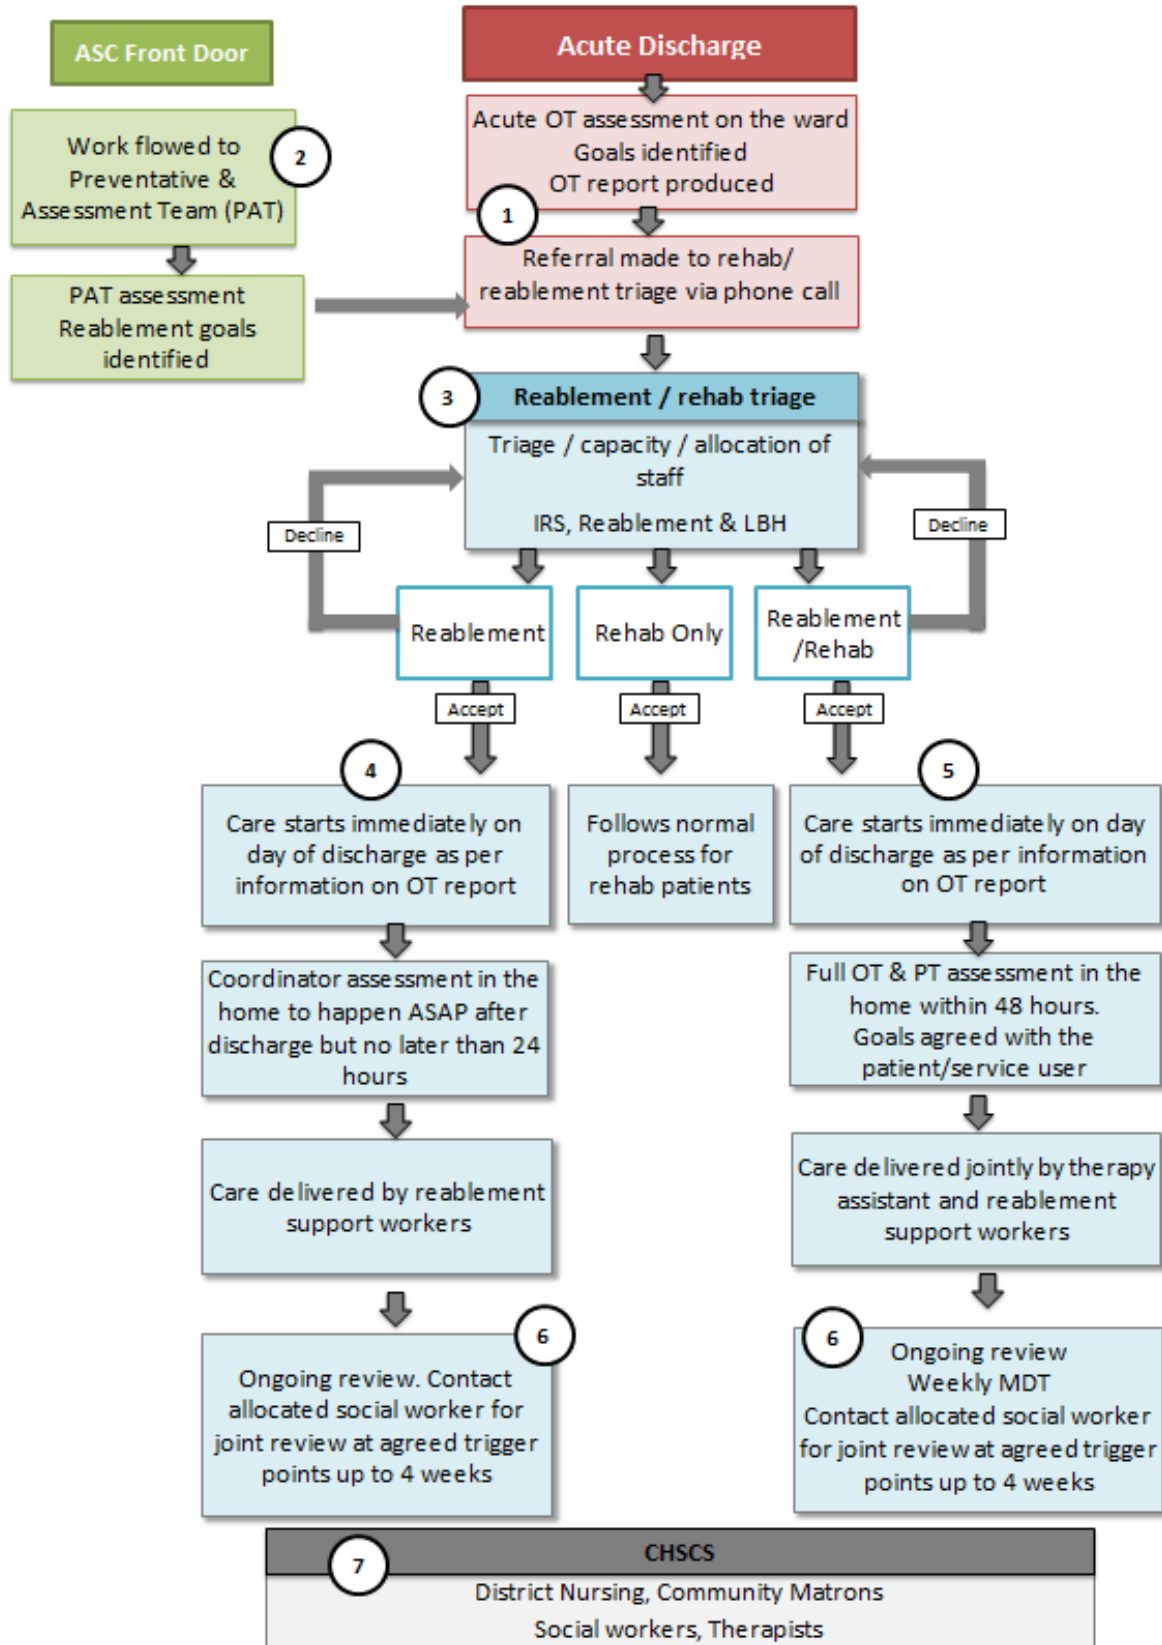 ASC Front Door
Acute Discharge
Work flowed to
Preventative &
Assessment Team (PAT)
2
Acute OT assessment on the ward
Goals identified
OT report produced
1
PAT assessment
Reablement goals
identified
Referral made to rehab/
reablement triage via phone call
3
Reablement / rehab triage
Triage / capacity / allocation of
staff
IRS, Reablement & LBH
Decline
Decline
Reablement
Rehab Only
Reablement
/Rehab
Accept
Accept
Accept
4
Care starts immediately on
day of discharge as per
information on OT report
Follows normal
process for
rehab patients
5
Care starts immediately on day
of discharge as per information
on OT report
Coordinator assessment in the
home to happen ASAP after
discharge but no later than 24
hours
Full OT & PT assessment in the
home within 48 hours.
Goals agreed with the
patient/service user
Care delivered by reablement
support workers
Care delivered jointly by therapy
assistant and reablement
support workers
6
Ongoing review. Contact
allocated social worker for
joint review at agreed trigger
points up to 4 weeks
6
Ongoing review
Weekly MDT
Contact allocated social worker
for joint review at agreed trigger
points up to 4 weeks
7
CHSCS
District Nursing, Community Matrons
Social workers, Therapists